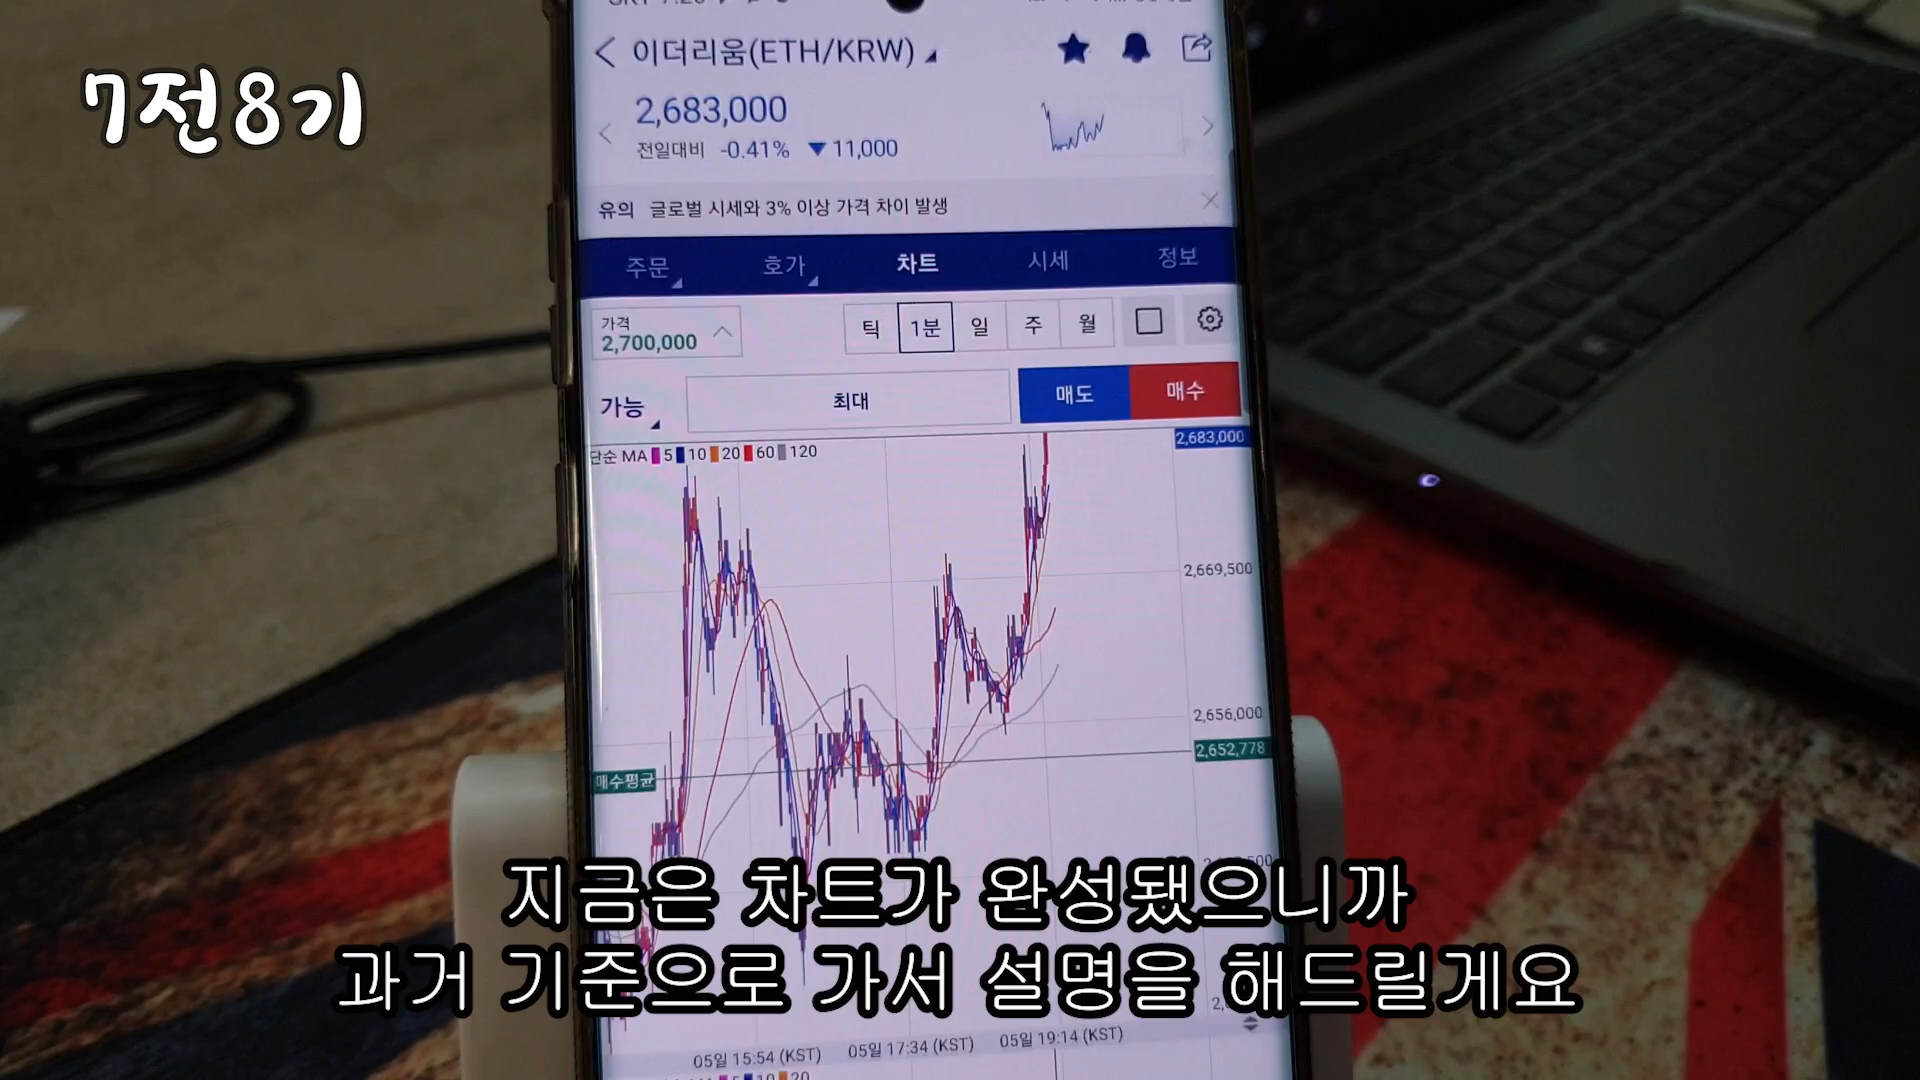 7전8기
이더리움(ETH/KRW)
2,683,000
전일대비 -0.41% ▼11,000
유의 글로벌 시세와 3% 이상 가격 차이 발생
주문 호가 차트 시세 정보
가격
2,700,000
틱 1분 일 주 월
가능 최대 매도 매수
2,683,000
단순 MA 5 10 20 60 120
2,669,500
2,656,000
2,652,778
매수평균
지금은 차트가 완성됐으니까
과거 기준으로 가서 설명을 해드릴게요
05일 15:54 (KST) 05일 17:34 (KST) 05일 19:14 (KST)